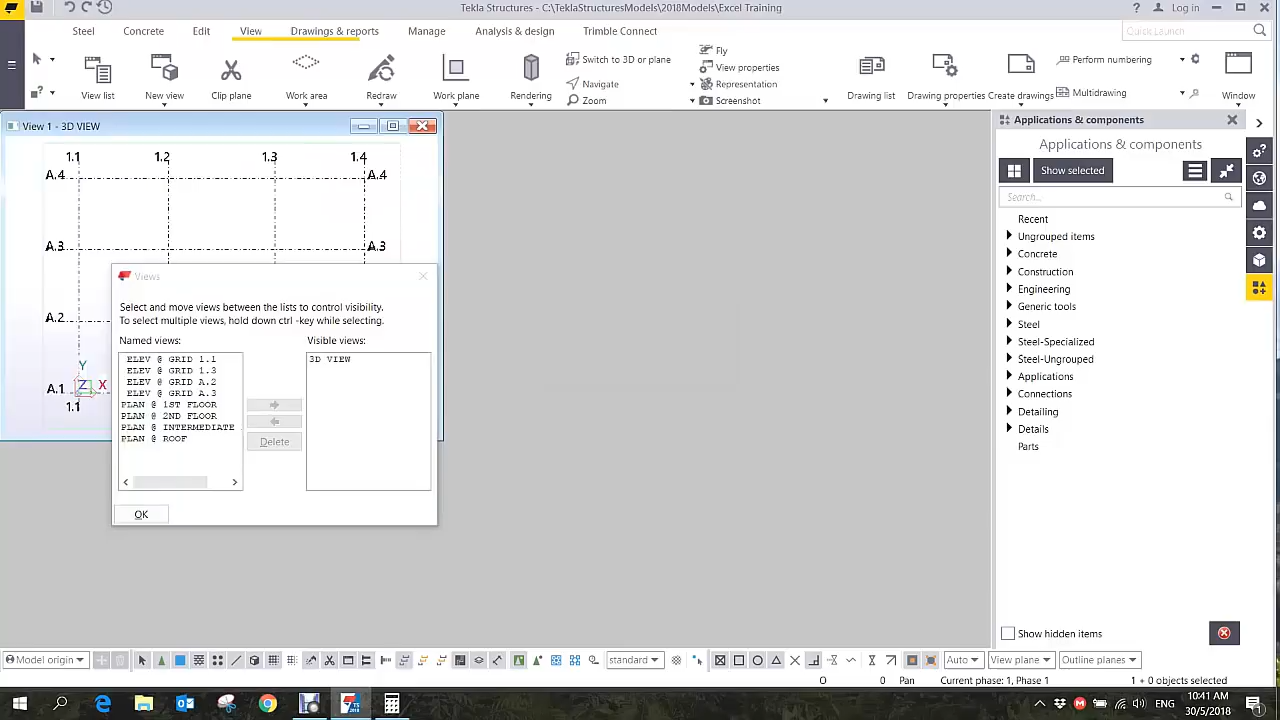 Tekla Structures - C:\TeklaStructuresModels\2018Models\Excel Training
? Log in
Steel Concrete Edit View Drawings & reports Manage Analysis & design Trimble Connect
Quick Launch
View list
New view
Clip plane
Work area
Redraw
Work plane
Rendering
Switch to 3D or plane
Navigate
Zoom
Fly
View properties
Representation
Screenshot
Drawing list
Drawing properties
Create drawings
Perform numbering
Multidrawing
Window
View 1 - 3D VIEW
1.1 1.2 1.3 1.4
A.4 A.4
A.3 A.3
A.2
Y
A.1 Z X
1.1
Views
Select and move views between the lists to control visibility.
To select multiple views, hold down ctrl -key while selecting.
Named views: Visible views:
ELEV @ GRID 1.1
ELEV @ GRID 1.3
ELEV @ GRID A.2
ELEV @ GRID A.3
PLAN @ 1ST FLOOR
PLAN @ 2ND FLOOR
PLAN @ INTERMEDIATE
PLAN @ ROOF
3D VIEW
Delete
OK
Applications & components
Applications & components
Show selected
Search...
Recent
Ungrouped items
Concrete
Construction
Engineering
Generic tools
Steel
Steel-Specialized
Steel-Ungrouped
Applications
Connections
Detailing
Details
Parts
Show hidden items
Model origin
standard
Auto
View plane
Outline planes
O 0 Pan Current phase: 1, Phase 1 1 + 0 objects selected
ENG
10:41 AM
30/5/2018